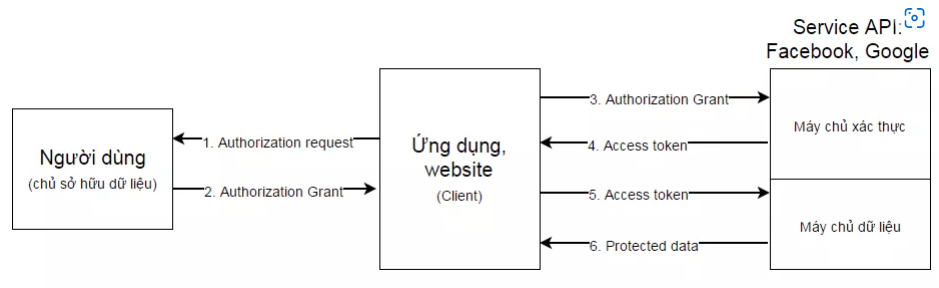 Service API:
Facebook, Google
Người dùng
(chủ sở hữu dữ liệu)
1. Authorization request
2. Authorization Grant
Ứng dụng,
website
(Client)
3. Authorization Grant
4. Access token
5. Access token
6. Protected data
Máy chủ xác thực
Máy chủ dữ liệu